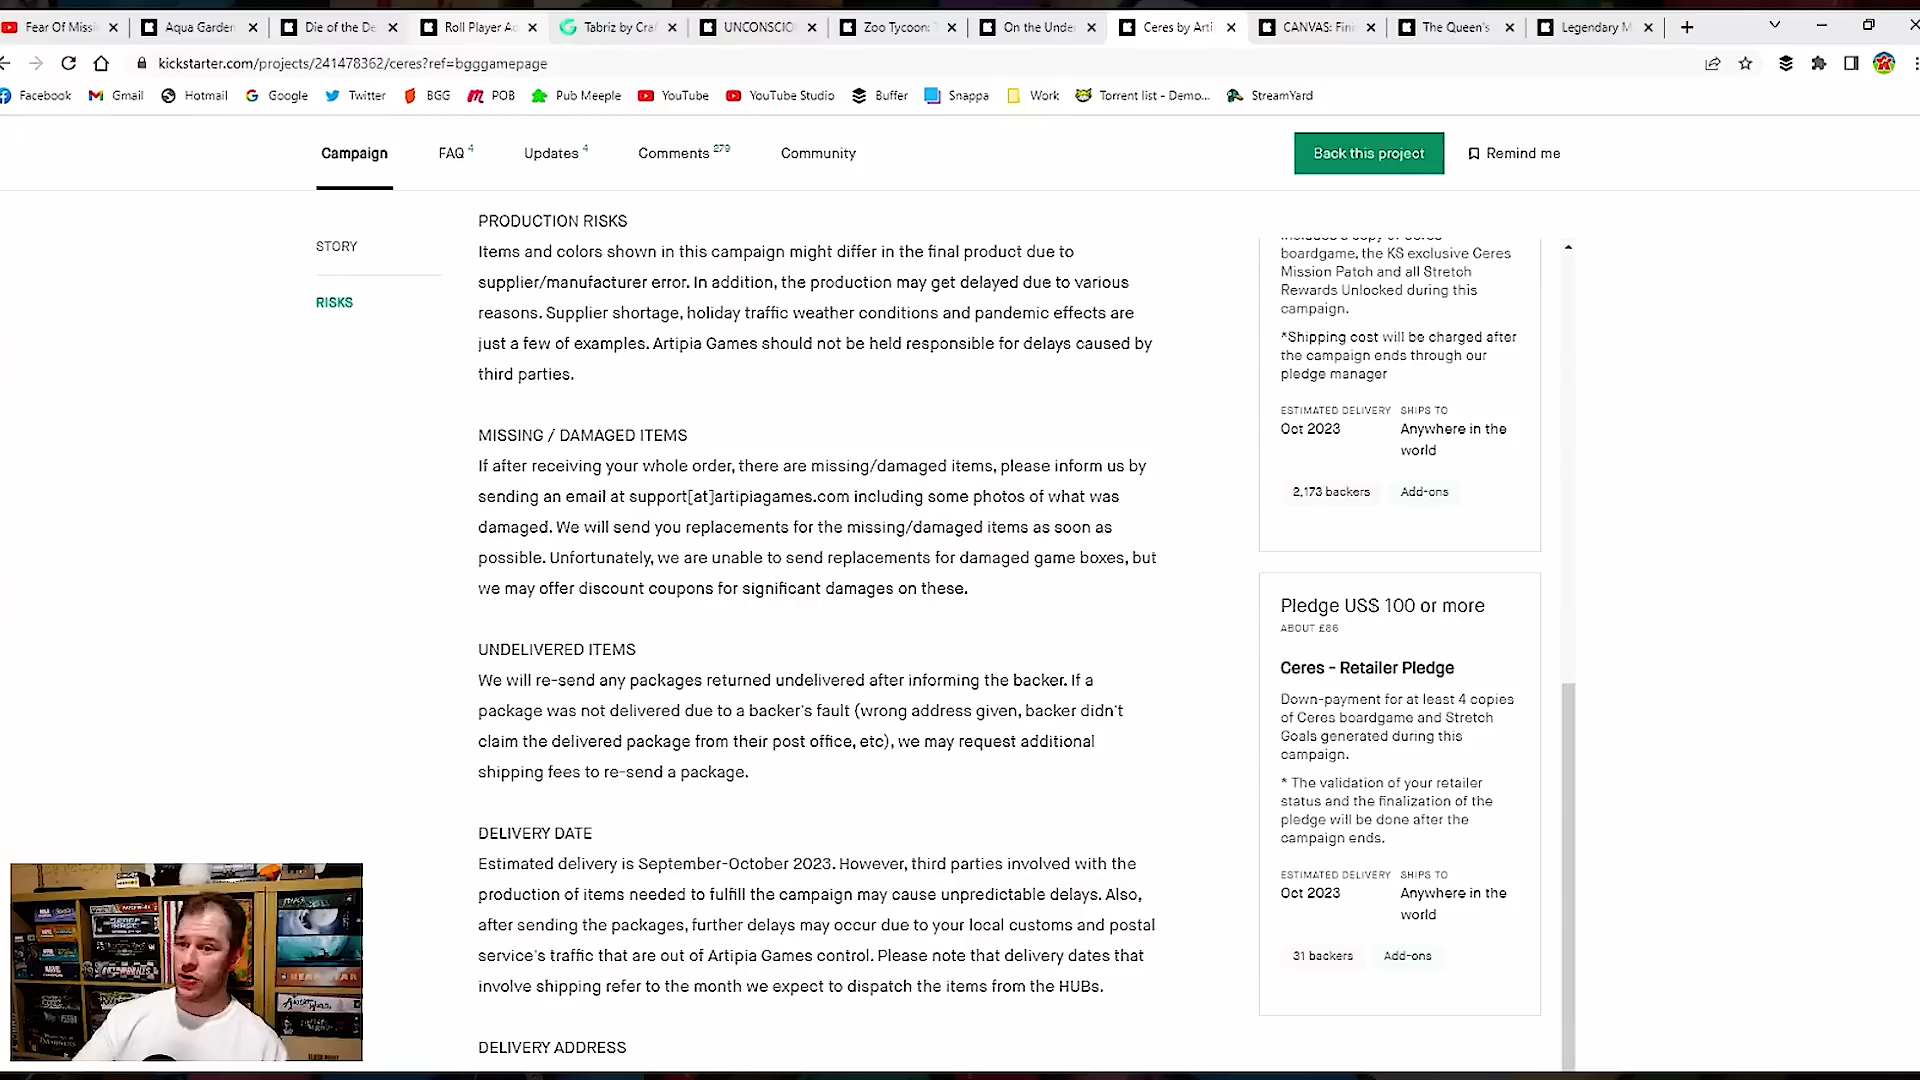 Fear Of Missi
Aqua Garden
Die of the De
Roll Player Ad
Tabriz by Craf
UNCONSCIO
Zoo Tycoon: T
On the Under
Ceres by Arti
CANVAS: Fini
The Queen's
Legendary M
kickstarter.com/projects/241478362/ceres?ref=bgggamepage
Facebook
Gmail
Hotmail
Google
Twitter
BGG
POB
Pub Meeple
YouTube
YouTube Studio
Buffer
Snappa
Work
Torrent list - Demo...
StreamYard
Campaign
FAQ 4
Updates 4
Comments 279
Community
Back this project
Remind me
STORY
RISKS
PRODUCTION RISKS
Items and colors shown in this campaign might differ in the final product due to
supplier/manufacturer error. In addition, the production may get delayed due to various
reasons. Supplier shortage, holiday traffic weather conditions and pandemic effects are
just a few of examples. Artipia Games should not be held responsible for delays caused by
third parties.
MISSING / DAMAGED ITEMS
If after receiving your whole order, there are missing/damaged items, please inform us by
sending an email at support[at]artipiagames.com including some photos of what was
damaged. We will send you replacements for the missing/damaged items as soon as
possible. Unfortunately, we are unable to send replacements for damaged game boxes, but
we may offer discount coupons for significant damages on these.
UNDELIVERED ITEMS
We will re-send any packages returned undelivered after informing the backer. If a
package was not delivered due to a backer's fault (wrong address given, backer didn't
claim the delivered package from their post office, etc), we may request additional
shipping fees to re-send a package.
DELIVERY DATE
Estimated delivery is September-October 2023. However, third parties involved with the
production of items needed to fulfill the campaign may cause unpredictable delays. Also,
after sending the packages, further delays may occur due to your local customs and postal
service's traffic that are out of Artipia Games control. Please note that delivery dates that
involve shipping refer to the month we expect to dispatch the items from the HUBs.
DELIVERY ADDRESS
includes a copy of Ceres
boardgame, the KS exclusive Ceres
Mission Patch and all Stretch
Rewards Unlocked during this
campaign.
*Shipping cost will be charged after
the campaign ends through our
pledge manager
ESTIMATED DELIVERY SHIPS TO
Oct 2023 Anywhere in the
world
2,173 backers Add-ons
Pledge US$ 100 or more
ABOUT £86
Ceres - Retailer Pledge
Down-payment for at least 4 copies
of Ceres boardgame and Stretch
Goals generated during this
campaign.
* The validation of your retailer
status and the finalization of the
pledge will be done after the
campaign ends.
ESTIMATED DELIVERY SHIPS TO
Oct 2023 Anywhere in the
world
31 backers Add-ons